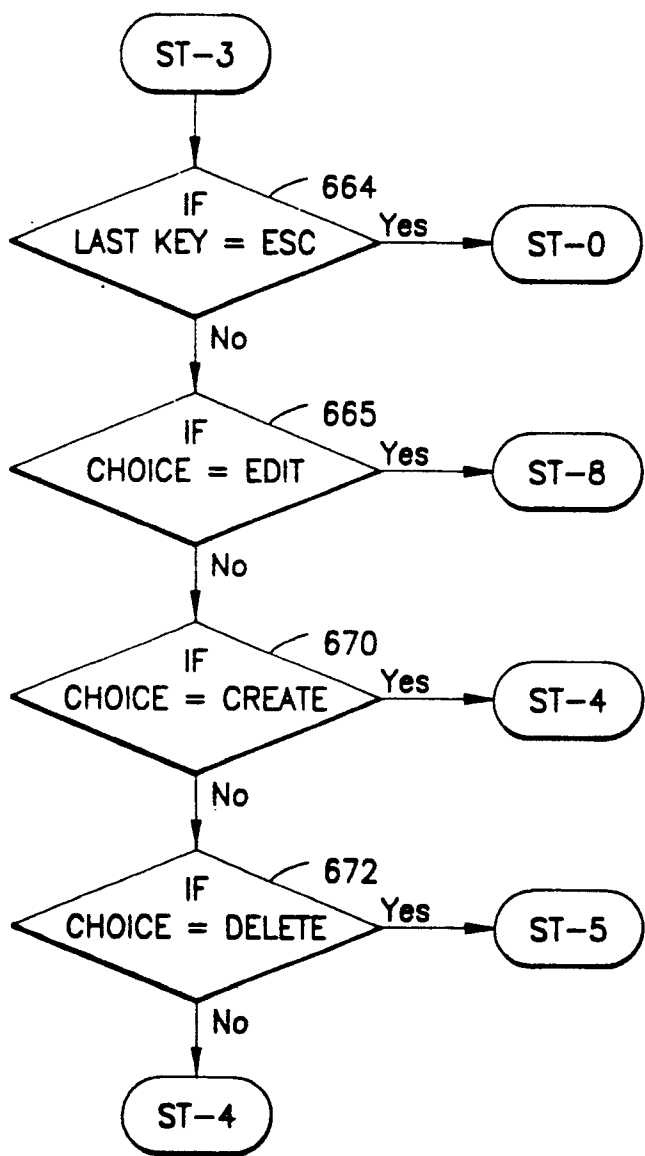 ST-3
664
IF
LAST KEY = ESC
Yes
ST-0
No
665
IF
CHOICE = EDIT
Yes
ST-8
No
670
IF
CHOICE = CREATE
Yes
ST-4
No
672
IF
CHOICE = DELETE
Yes
ST-5
No
ST-4